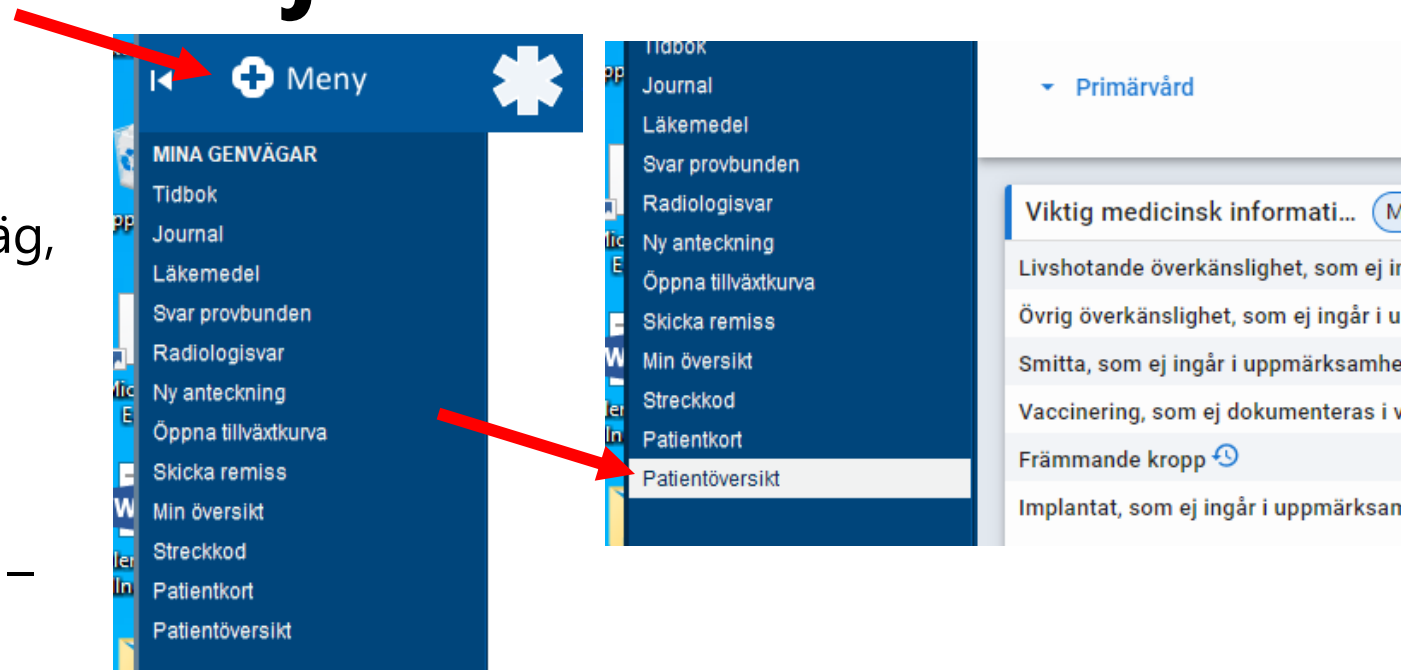 äg,
–
Meny
MINA GENVÄGAR
Tidbok
Journal
Läkemedel
Svar provbunden
Radiologisvar
Ny anteckning
Öppna tillväxtkurva
Skicka remiss
Min översikt
Streckkod
Patientkort
Patientöversikt
Tidbok
Journal
Läkemedel
Svar provbunden
Radiologisvar
Ny anteckning
Öppna tillväxtkurva
Skicka remiss
Min översikt
Streckkod
Patientkort
Patientöversikt
Primärvård
Viktig medicinsk informati... M
Livshotande överkänslighet, som ej in
Övrig överkänslighet, som ej ingår i u
Smitta, som ej ingår i uppmärksamhe
Vaccinering, som ej dokumenteras i v
Främmande kropp
Implantat, som ej ingår i uppmärksam